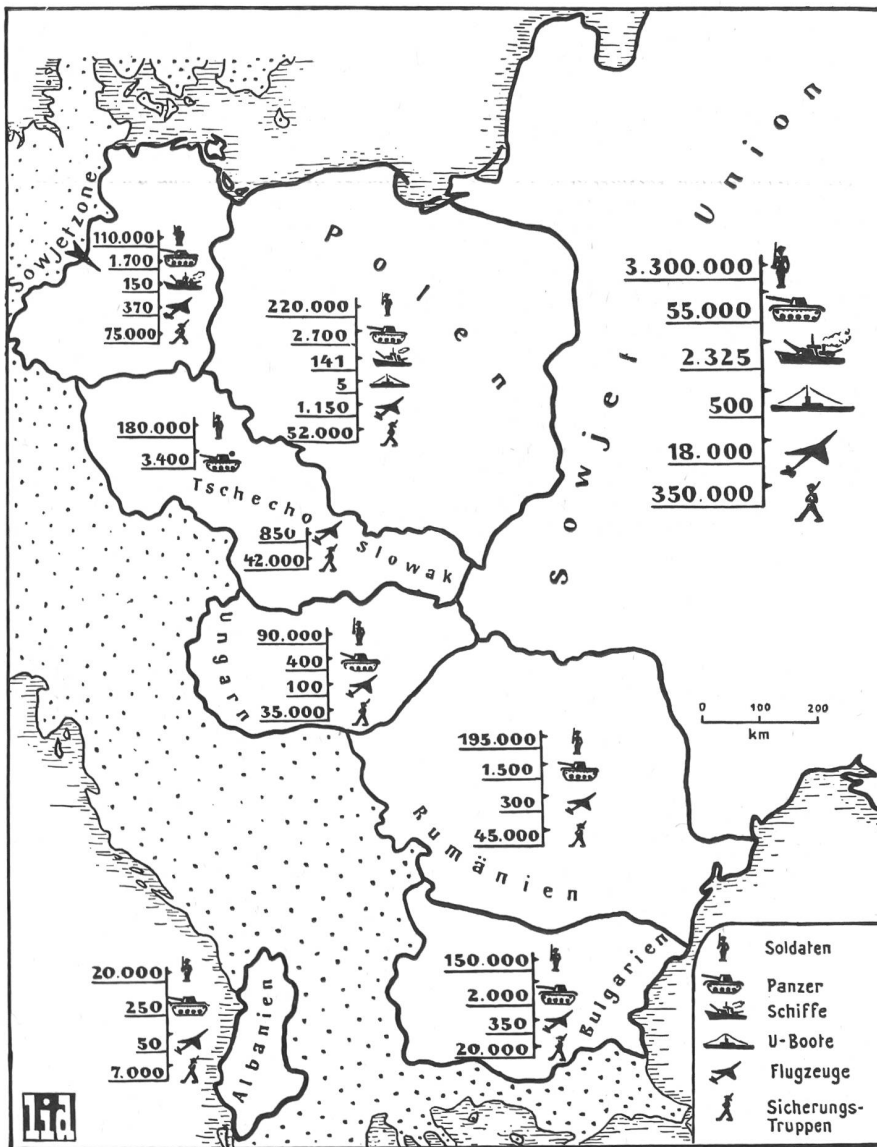 Sowjet Union
3.300.000
55.000
2.325
500
18.000
350.000
Sowjetzone
110.000
1.700
150
370
75.000
Polen
220.000
2.700
141
5
1.150
52.000
180.000
3.400
Tschecho
slowak
850
42.000
Ungarn
90.000
400
100
35.000
0 100 200
km
195.000
1.500
300
45.000
Rumänien
150.000
2.000
350
20.000
Bulgarien
20.000
250
50
7.000
Albanien
Soldaten
Panzer
Schiffe
U-Boote
Flugzeuge
Sicherungs-
Truppen
lid